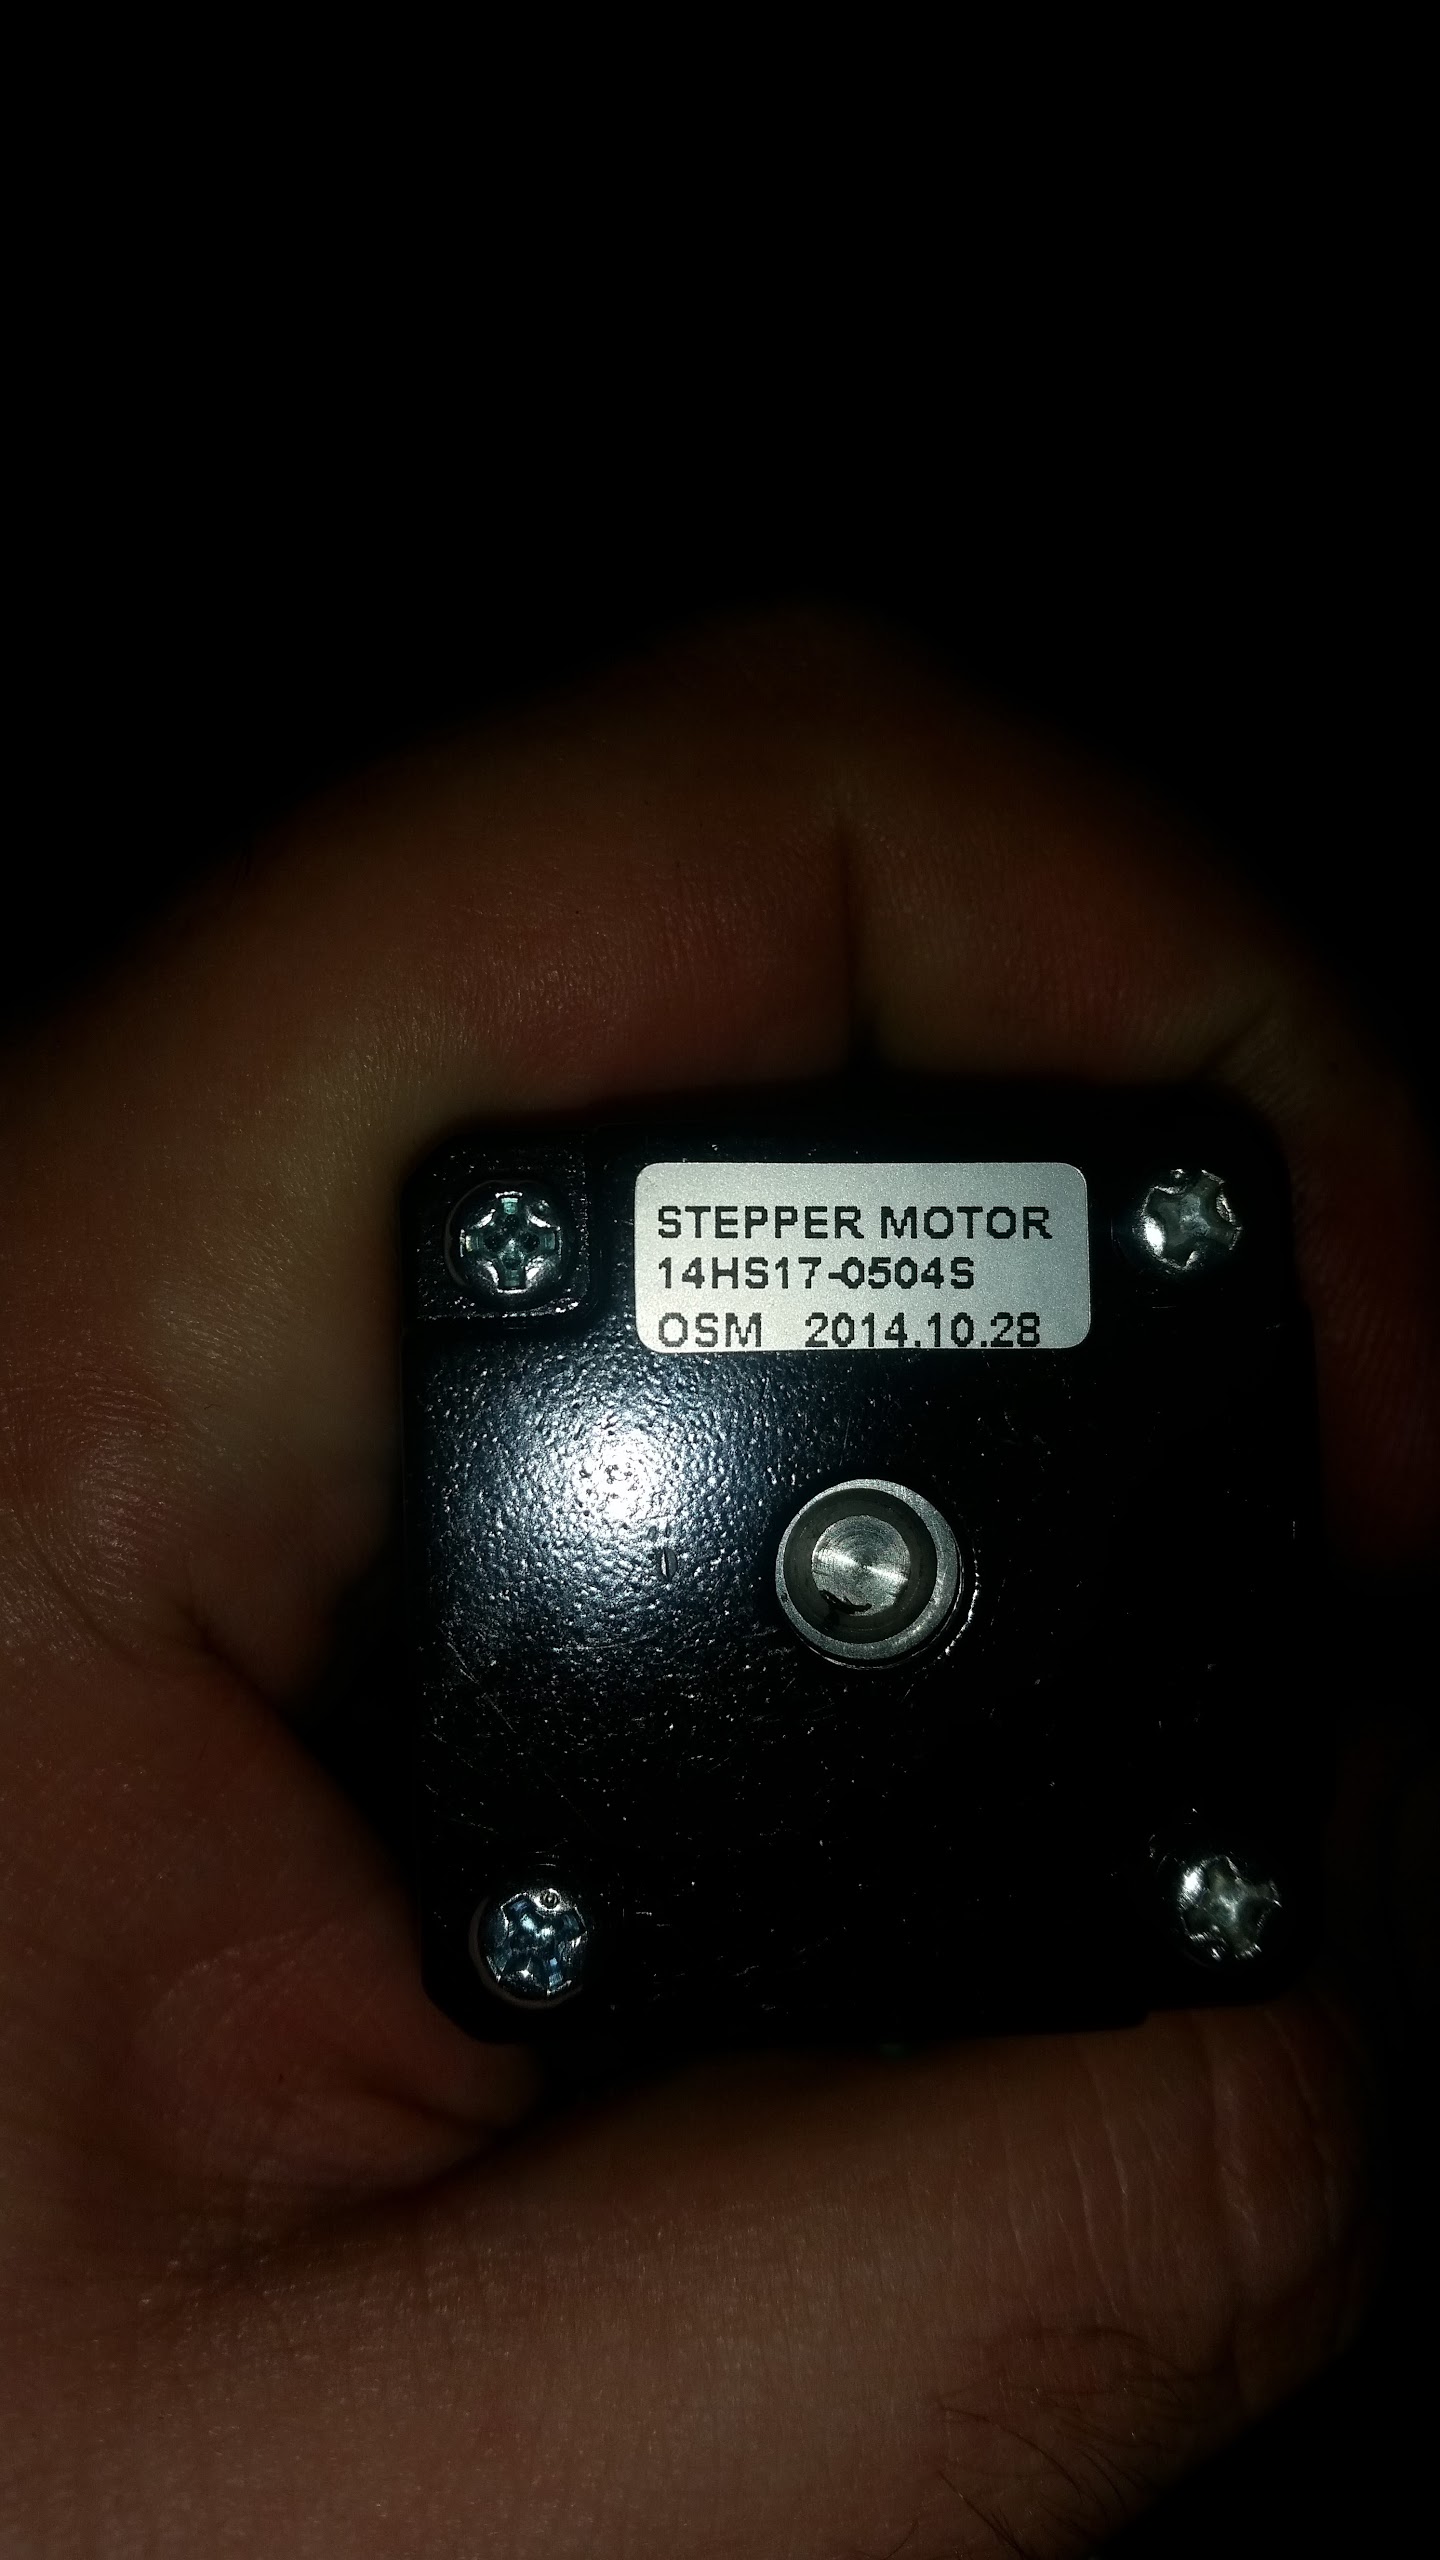 STEPPER MOTOR
14HS17-0504S
OSM 2014.10.28